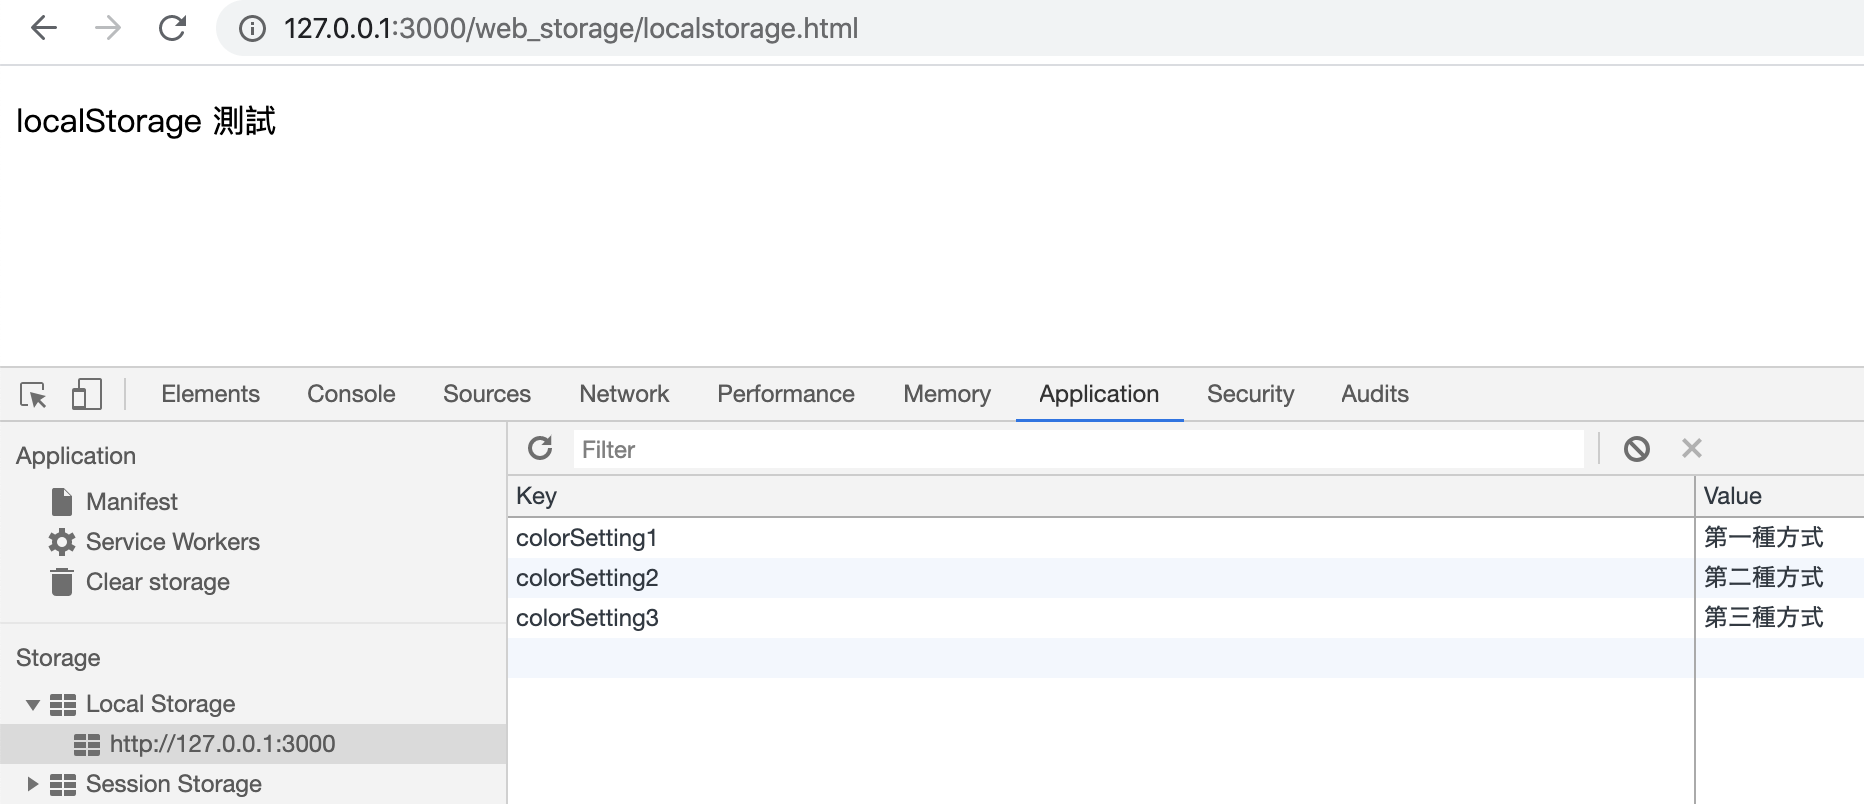 127.0.0.1:3000/web_storage/localstorage.html
localStorage 測試
Elements Console Sources Network Performance Memory Application Security Audits
Application
Manifest
Service Workers
Clear storage
Storage
Local Storage
http://127.0.0.1:3000
Session Storage
Filter
Key Value
colorSetting1 第一種方式
colorSetting2 第二種方式
colorSetting3 第三種方式